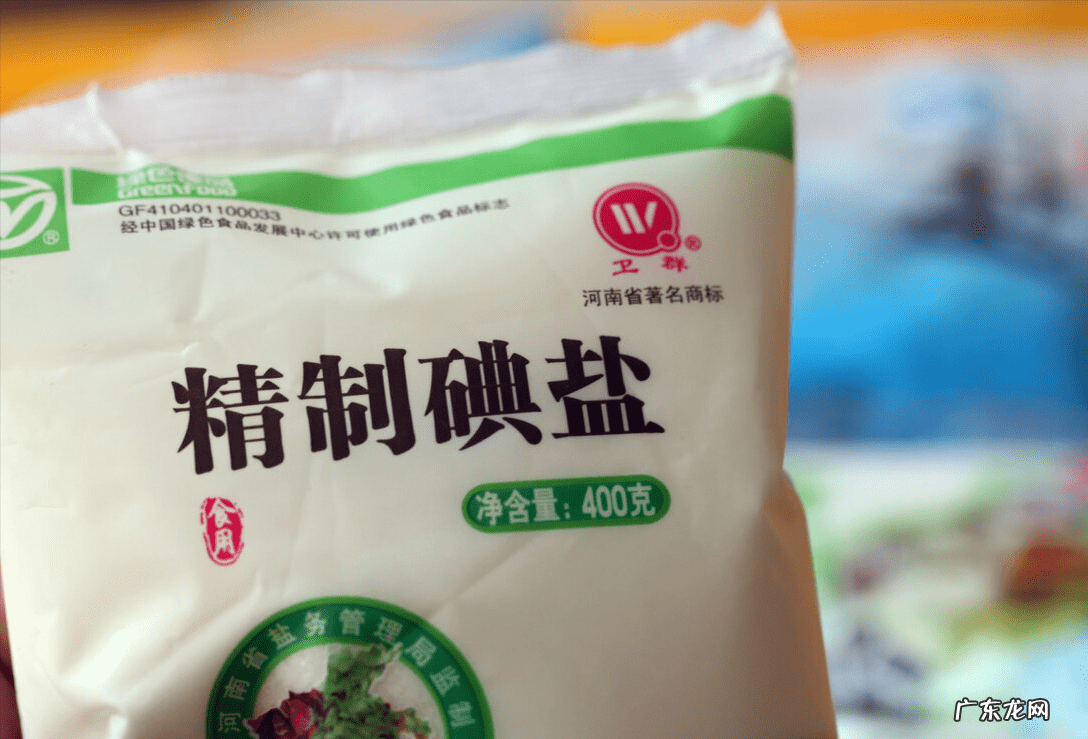 绿色食品
GreenFood
GF410401100033
经中国绿色食品发展中心许可使用绿色食品标志
®
W
®
卫群
河南省著名商标
精制碘盐
净含量：400克
食用
河南省盐务管理局监制
广东龙网